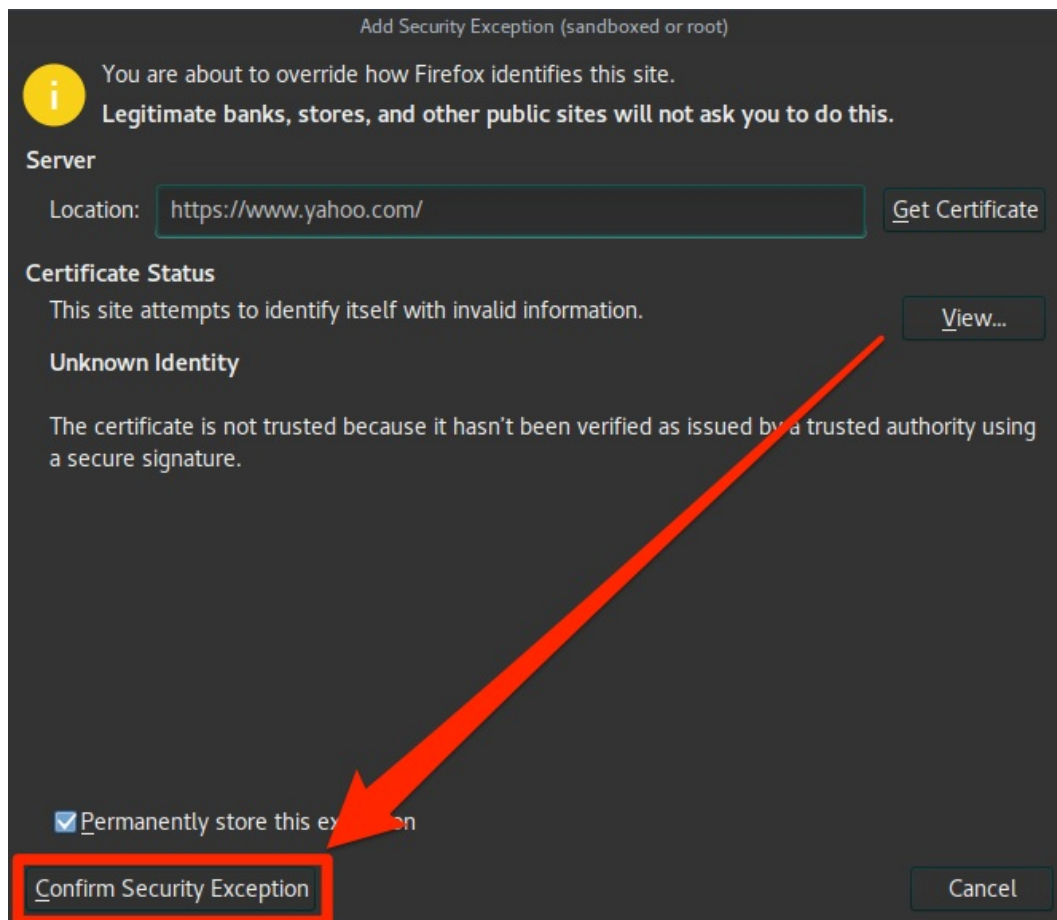 Add Security Exception (sandboxed or root)
You are about to override how Firefox identifies this site.
Legitimate banks, stores, and other public sites will not ask you to do this.
Server
Location: https://www.yahoo.com/ Get Certificate
Certificate Status
This site attempts to identify itself with invalid information.
View...
Unknown Identity
The certificate is not trusted because it hasn't been verified as issued by a trusted authority using
a secure signature.
Permanently store this exception
Confirm Security Exception Cancel